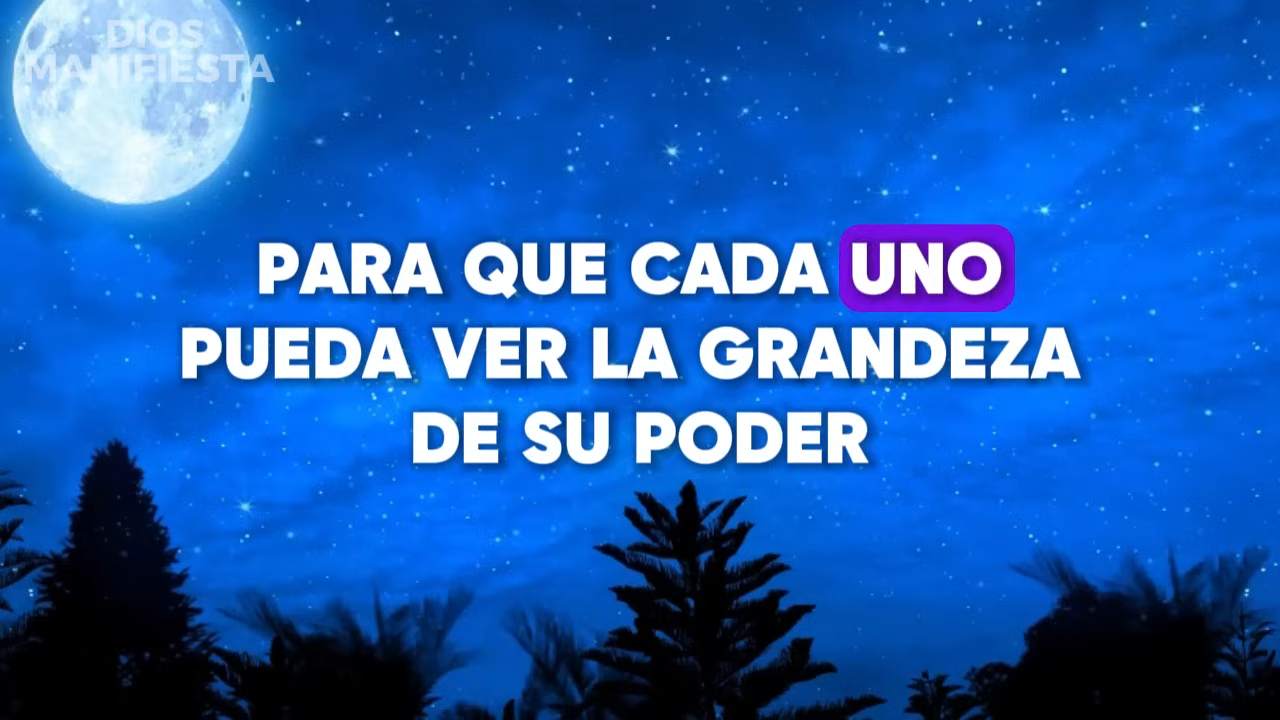 DIOS
MANIFIESTA
PARA QUE CADA UNO
PUEDA VER LA GRANDEZA
DE SU PODER